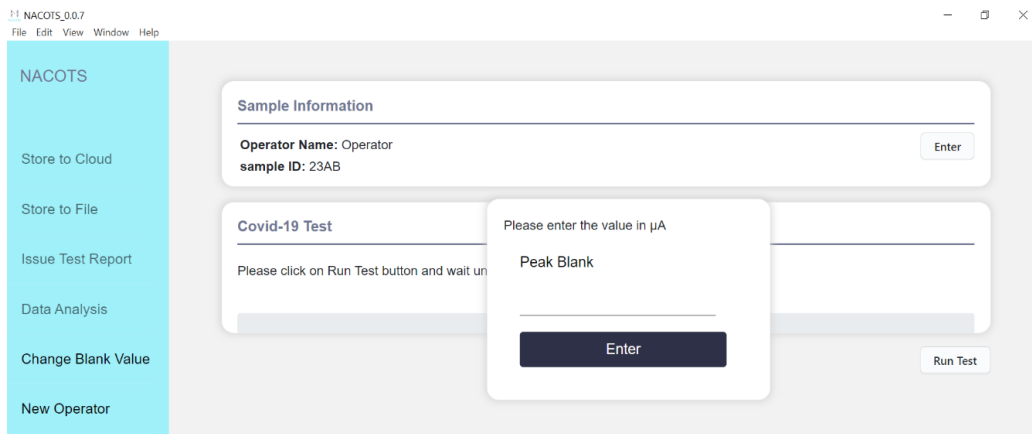 NACOTS_0.0.7
File Edit View Window Help
NACOTS
Store to Cloud
Store to File
Issue Test Report
Data Analysis
Change Blank Value
New Operator
Sample Information
Operator Name: Operator
sample ID: 23AB
Enter
Covid-19 Test
Please click on Run Test button and wait un
Please enter the value in µA
Peak Blank
Enter
Run Test